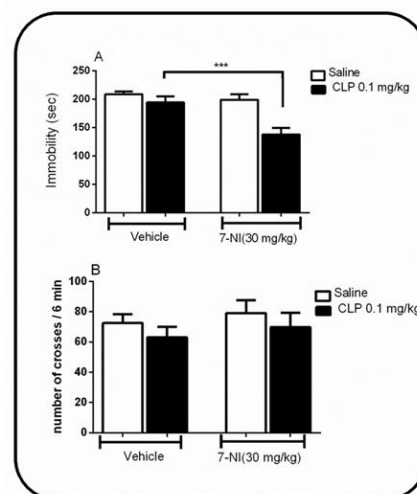 A
***
Saline
CLP 0.1 mg/kg
Immobility (sec)
250
200
150
100
50
0
Vehicle
7-NI(30 mg/kg)
B
Saline
CLP 0.1 mg/kg
number of crosses / 6 min
100
80
60
40
20
0
Vehicle
7-NI(30 mg/kg)